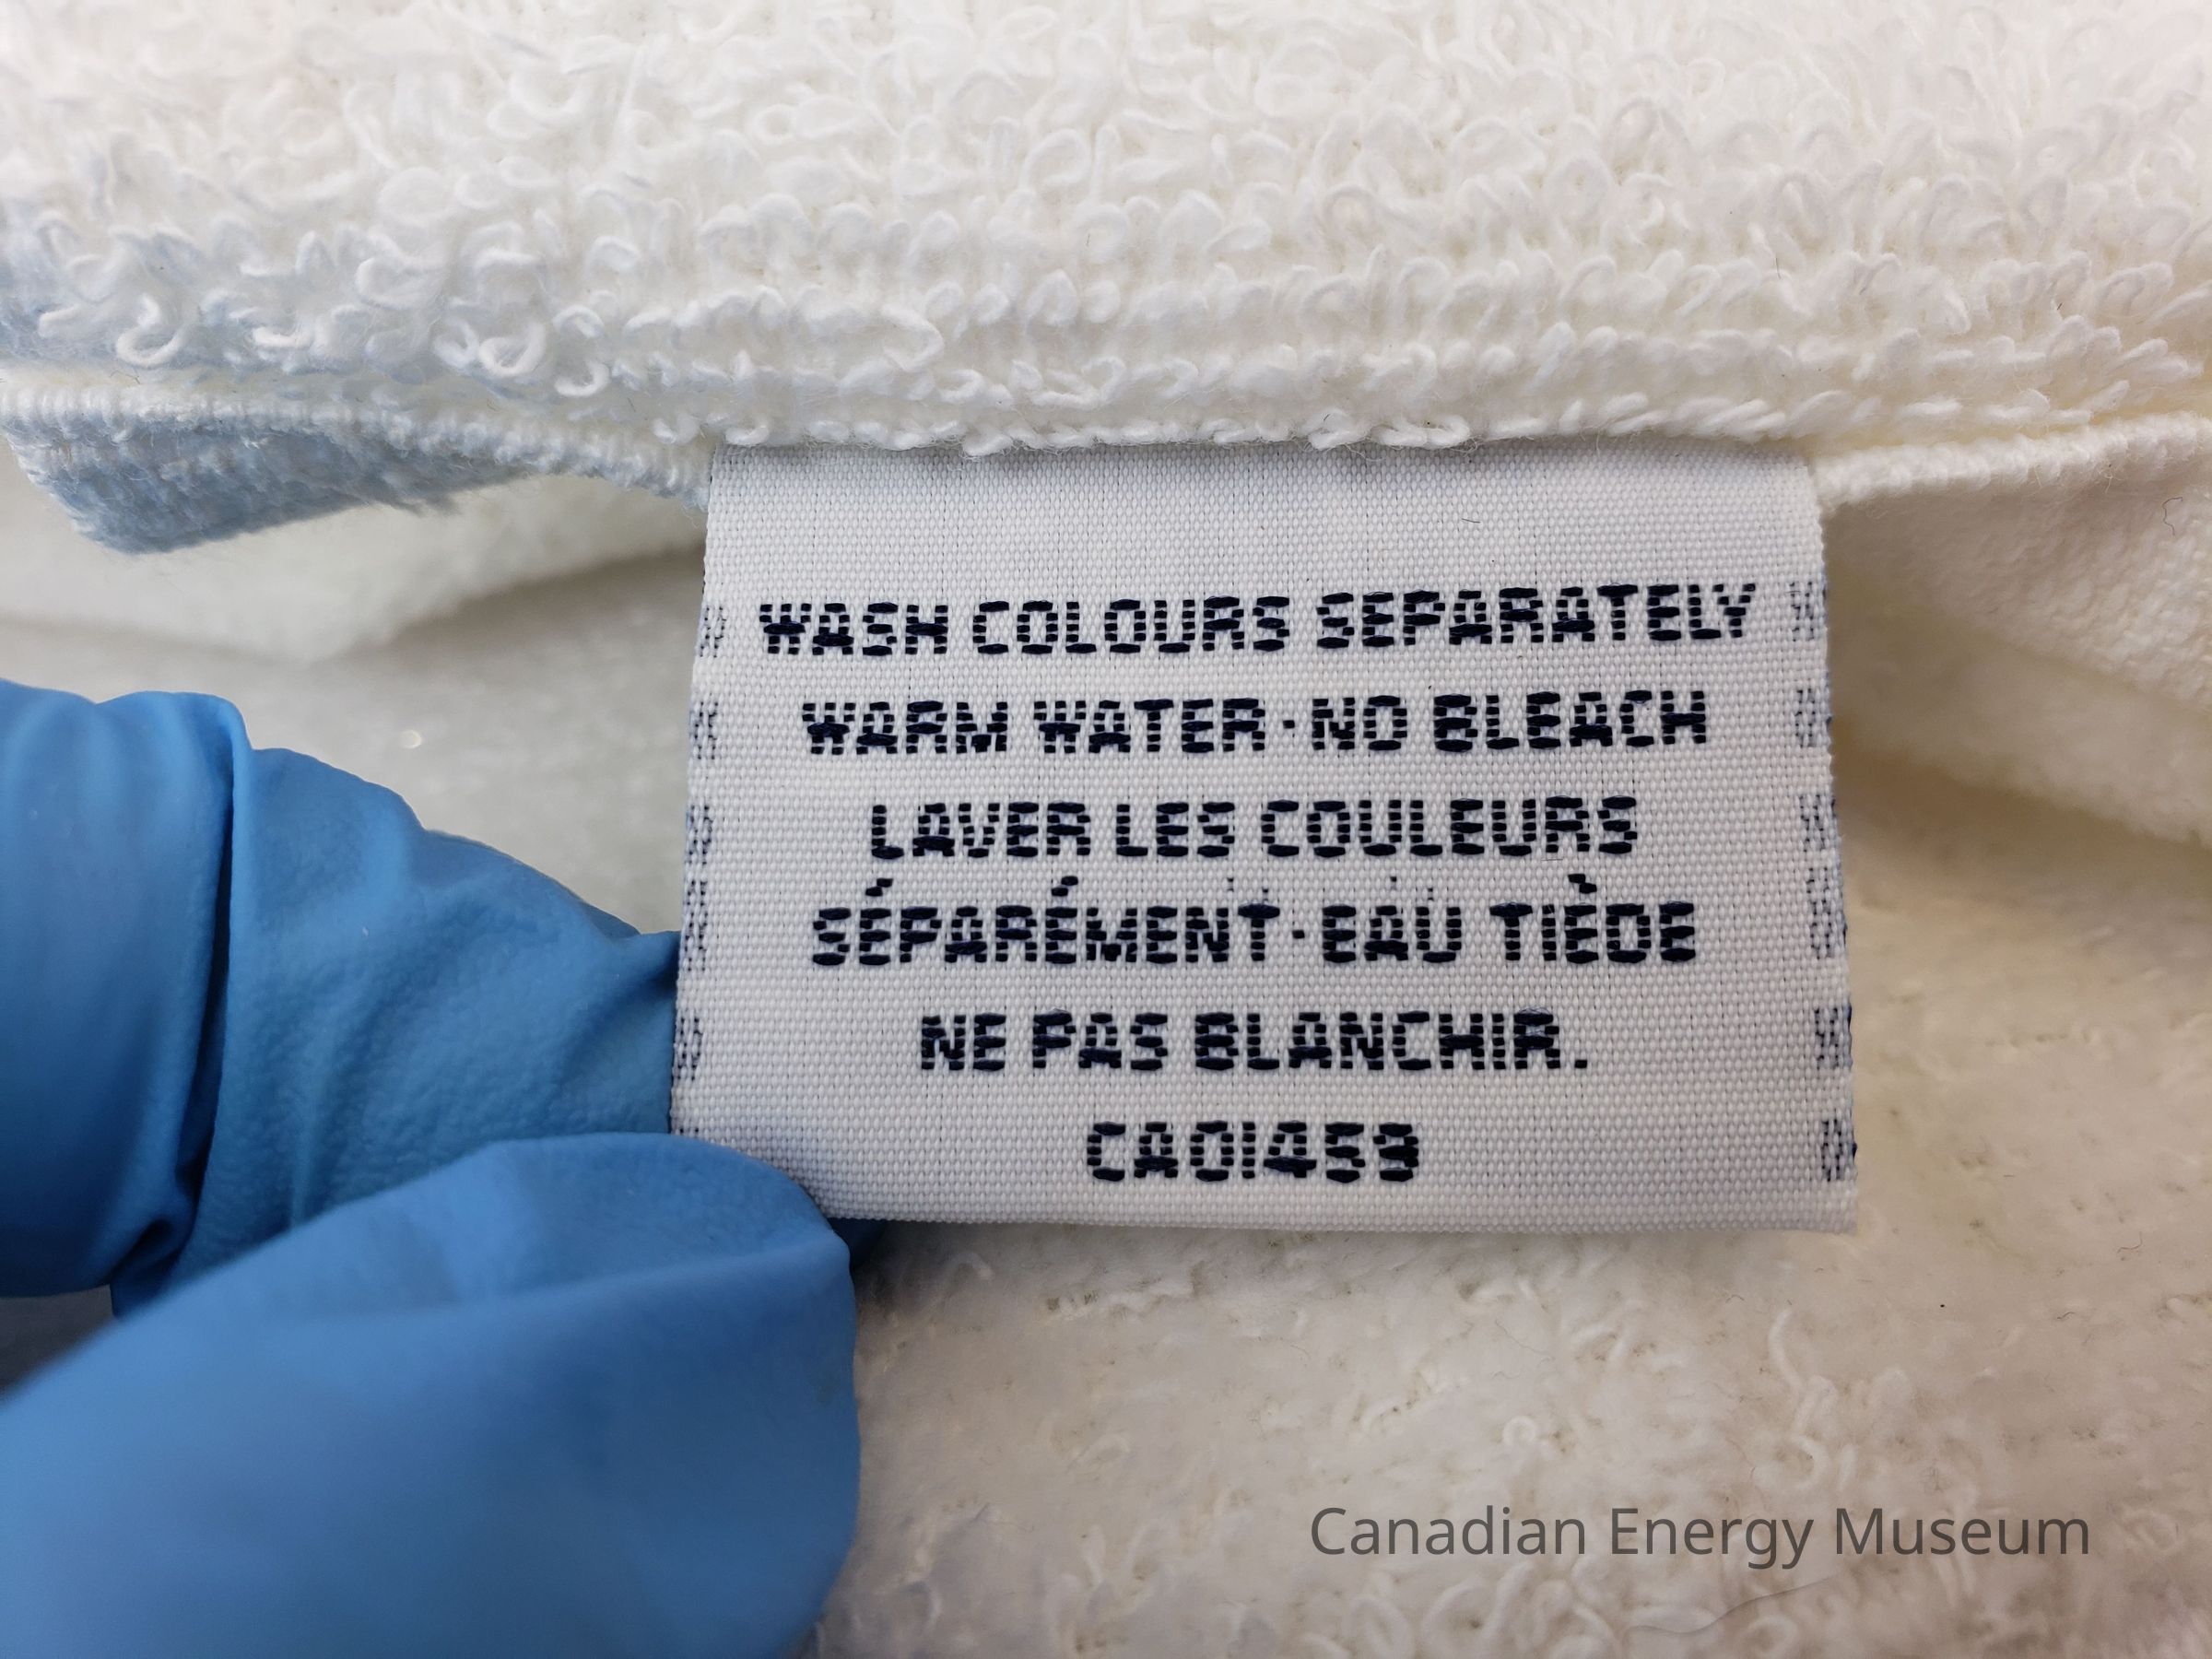 WASH COLOURS SEPARATELY
WARM WATER·NO BLEACH
LAVER LES COULEURS
SÉPARÉMENT·EAU TIÈDE
NE PAS BLANCHIR.
CA01459
Canadian Energy Museum